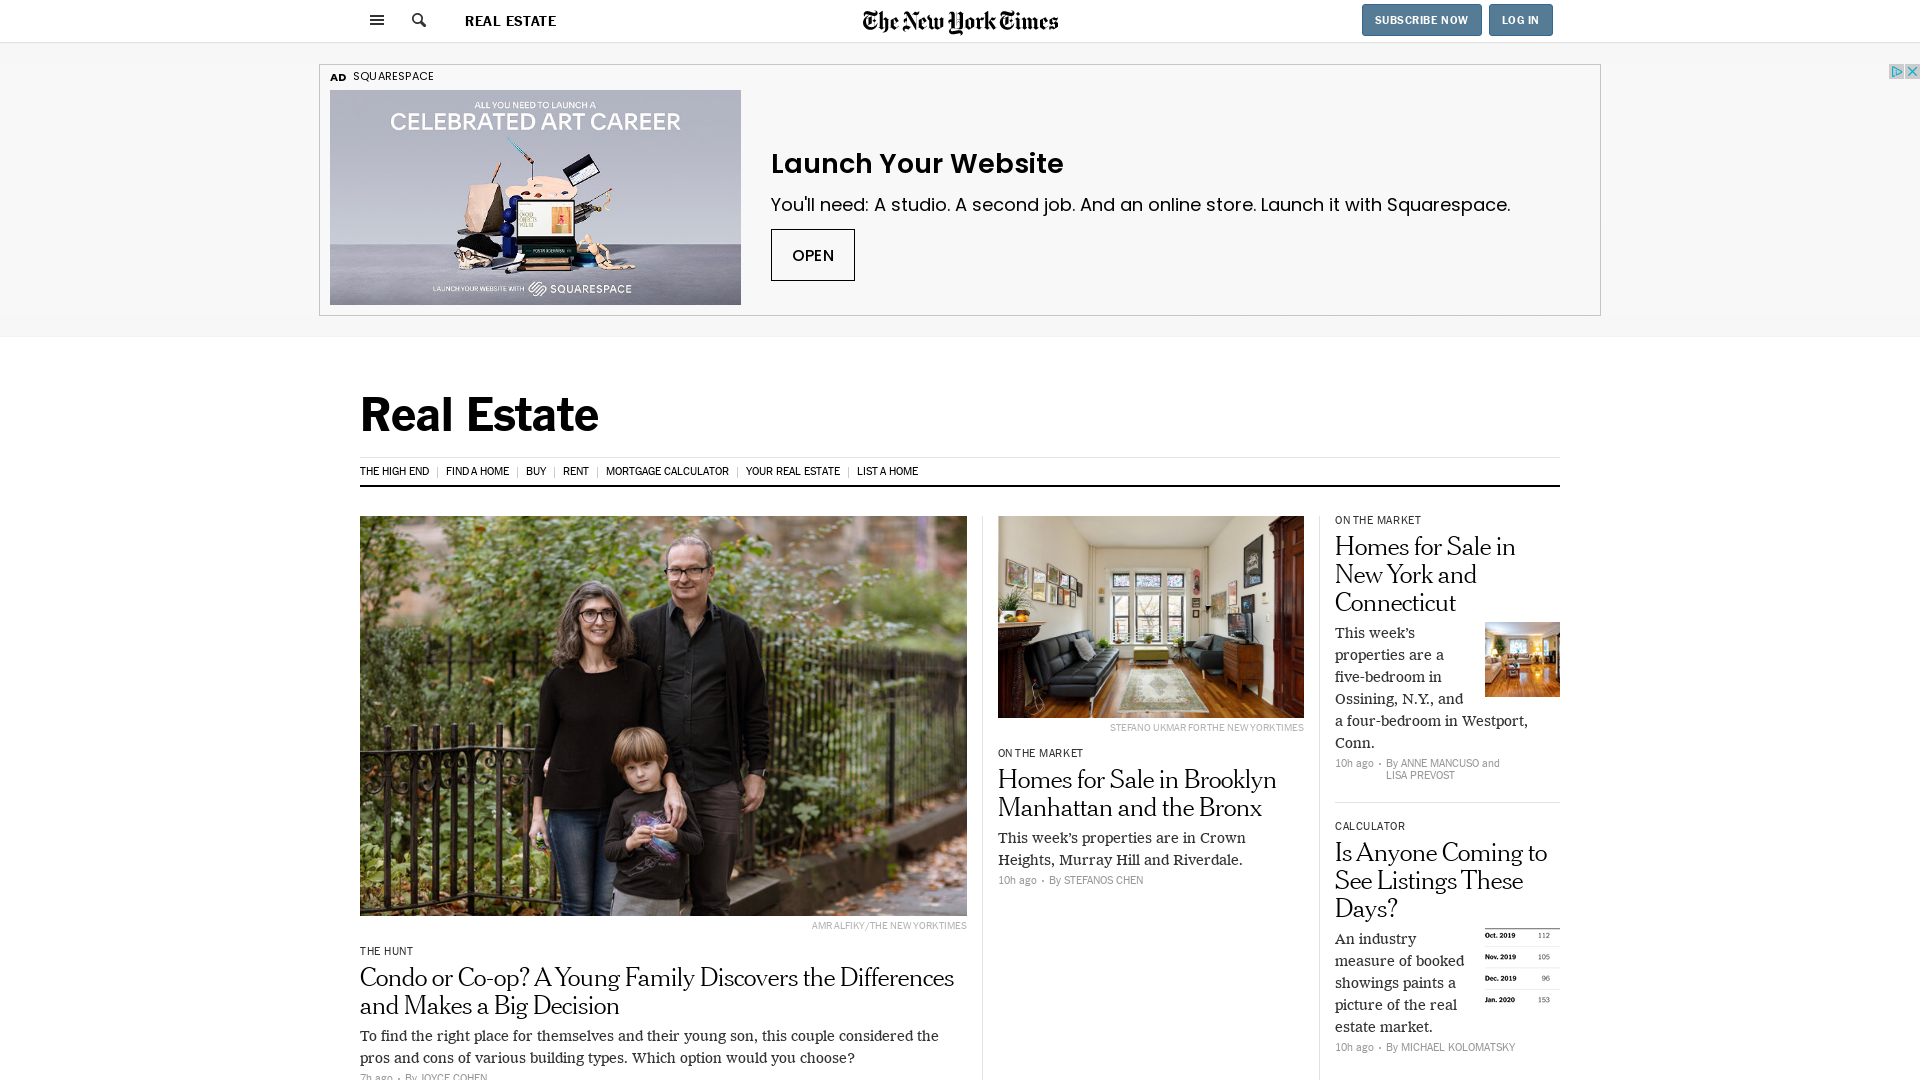 REAL ESTATE
The New York Times
SUBSCRIBE NOW
LOG IN
AD SQUARESPACE
ALL YOU NEED TO LAUNCH A
CELEBRATED ART CAREER
LAUNCH YOUR WEBSITE WITH SQUARESPACE
Launch Your Website
You'll need: A studio. A second job. And an online store. Launch it with Squarespace.
OPEN
Real Estate
THE HIGH END
FIND A HOME
BUY
RENT
MORTGAGE CALCULATOR
YOUR REAL ESTATE
LIST A HOME
AMR ALFIKY/THE NEW YORK TIMES
THE HUNT
Condo or Co-op? A Young Family Discovers the Differences
and Makes a Big Decision
To find the right place for themselves and their young son, this couple considered the
pros and cons of various building types. Which option would you choose?
7h ago • By JOYCE COHEN
STEFANO UKMAR FOR THE NEW YORK TIMES
ON THE MARKET
Homes for Sale in Brooklyn
Manhattan and the Bronx
This week’s properties are in Crown
Heights, Murray Hill and Riverdale.
10h ago • By STEFANOS CHEN
ON THE MARKET
Homes for Sale in
New York and
Connecticut
This week’s
properties are a
five-bedroom in
Ossining, N.Y., and
a four-bedroom in Westport,
Conn.
10h ago • By ANNE MANCUSO and
LISA PREVOST
CALCULATOR
Is Anyone Coming to
See Listings These
Days?
An industry
measure of booked
showings paints a
picture of the real
estate market.
Oct. 2019 112
Nov. 2019 105
Dec. 2019 96
Jan. 2020 153
10h ago • By MICHAEL KOLOMATSKY